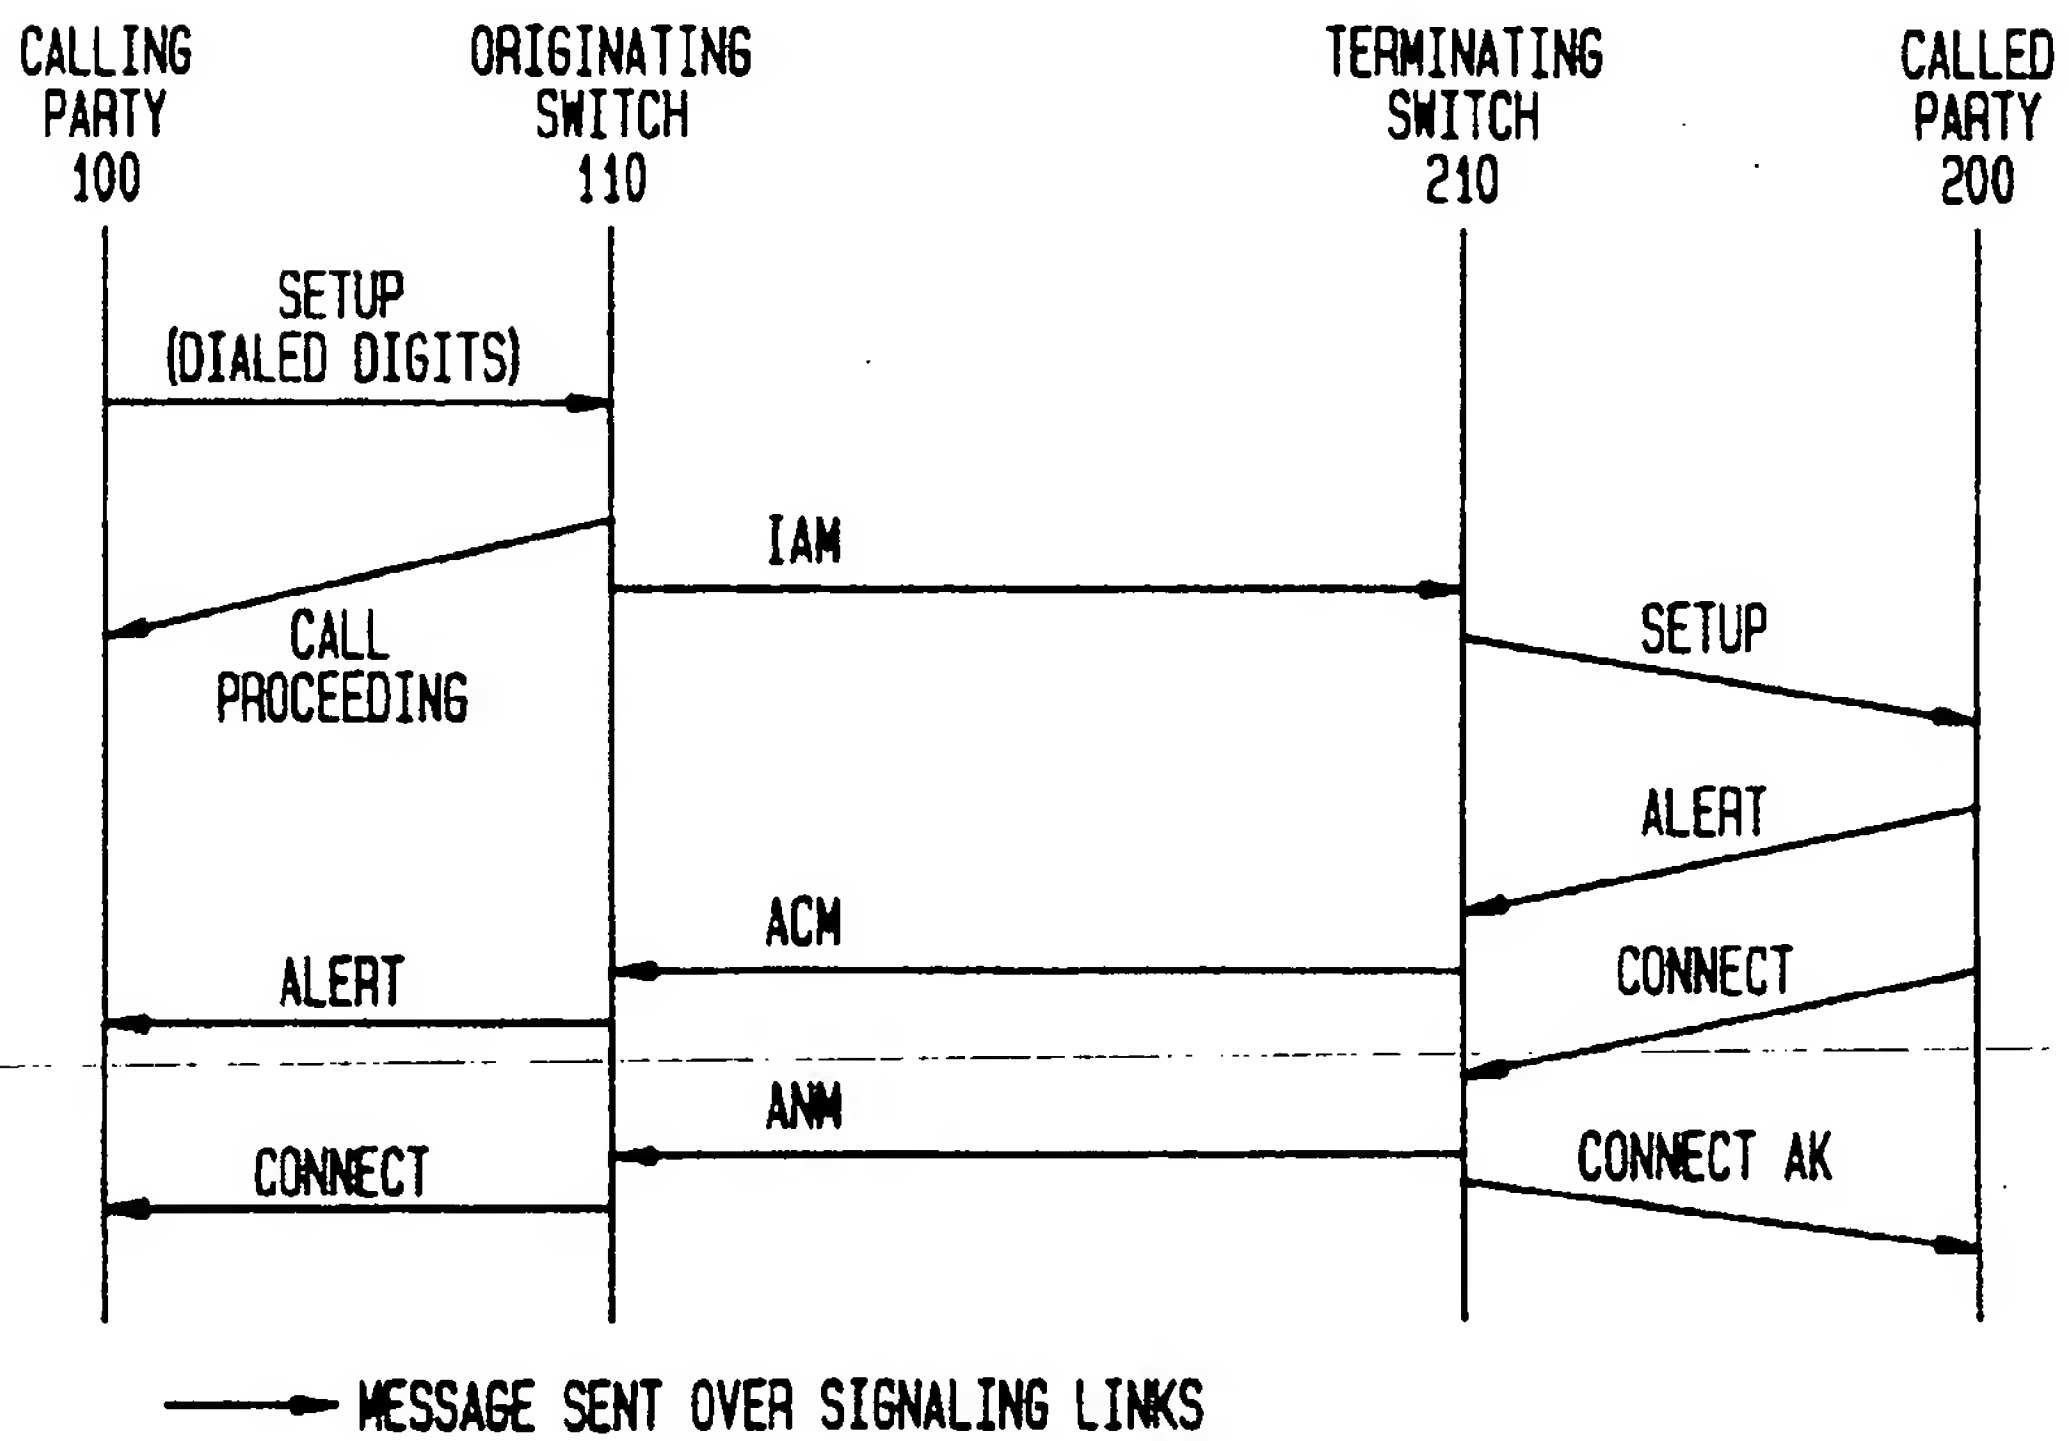 CALLING
PARTY
100
ORIGINATING
SWITCH
110
TERMINATING
SWITCH
210
CALLED
PARTY
200
SETUP
(DIALED DIGITS)
IAM
CALL
PROCEEDING
SETUP
ALERT
ACM
CONNECT
ALERT
ANM
CONNECT AK
CONNECT
MESSAGE SENT OVER SIGNALING LINKS